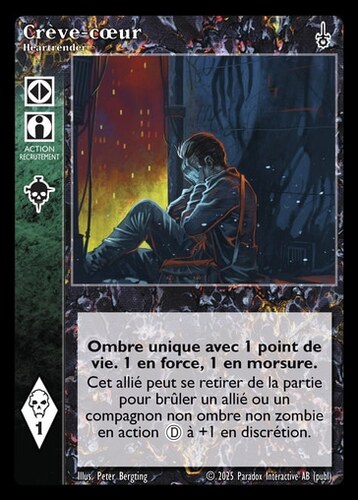 Crève-cœur
Heartrender
ACTION
RECRUTEMENT
Ombre unique avec 1 point de
vie. 1 en force, 1 en morsure.
Cet allié peut se retirer de la partie
pour brûler un allié ou un
compagnon non ombre non zombie
en action Ⓓ à +1 en discrétion.
1
Illus. Peter Bergting © 2025 Paradox Interactive AB (publ)